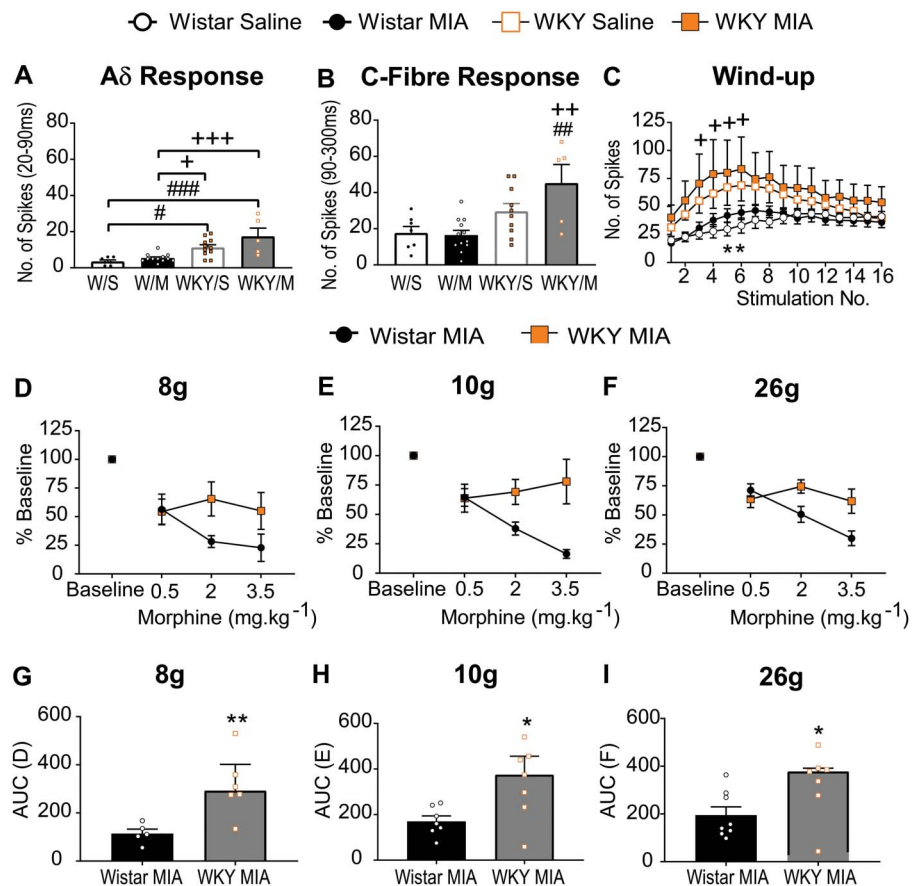 Wistar Saline Wistar MIA WKY Saline WKY MIA
A Aδ Response
No. of Spikes (20-90ms)
80
60
40
20
0
+++
+
###
#
W/S W/M WKY/S WKY/M
B C-Fibre Response
No. of Spikes (90-300ms)
80
60
40
20
0
++
##
W/S W/M WKY/S WKY/M
C Wind-up
No. of Spikes
125
100
75
50
25
0
++++
**
2 4 6 8 10 12 14 16
Stimulation No.
Wistar MIA WKY MIA
D 8g
% Baseline
125
100
75
50
25
0
Baseline 0.5 2 3.5
Morphine (mg.kg-1)
E 10g
% Baseline
125
100
75
50
25
0
Baseline 0.5 2 3.5
Morphine (mg.kg-1)
F 26g
% Baseline
125
100
75
50
25
0
Baseline 0.5 2 3.5
Morphine (mg.kg-1)
G 8g
AUC (D)
600
400
200
0
**
Wistar MIA WKY MIA
H 10g
AUC (E)
600
400
200
0
*
Wistar MIA WKY MIA
I 26g
AUC (F)
600
400
200
0
*
Wistar MIA WKY MIA